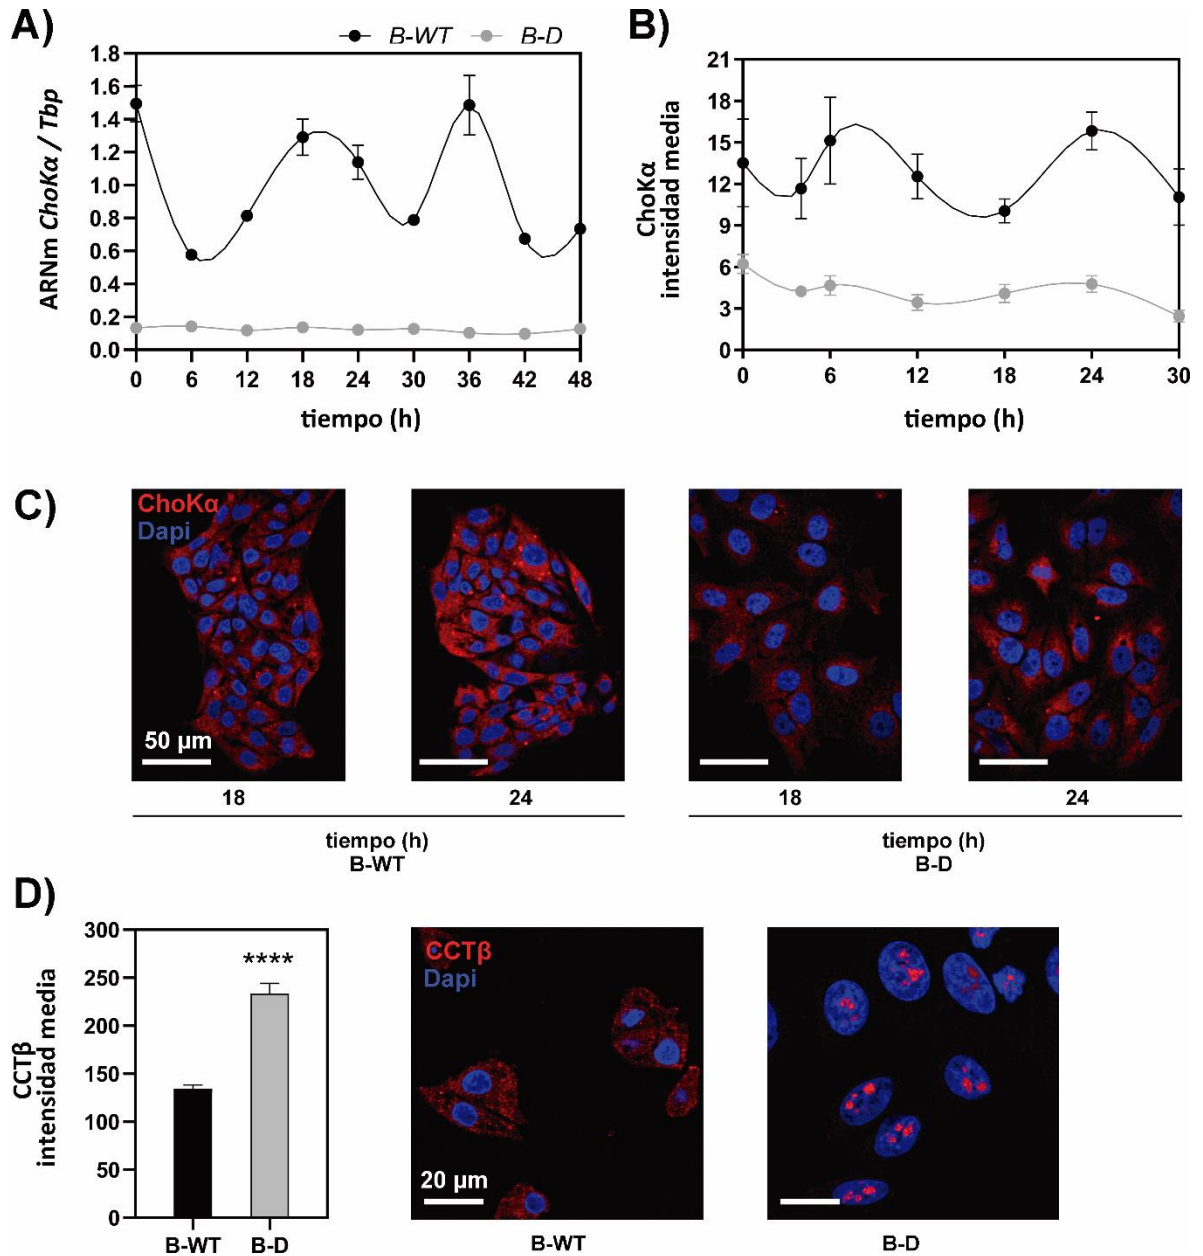 A)
B-WT B-D
ARNm ChoKα / Tbp
1.8
1.6
1.4
1.2
1.0
0.8
0.6
0.4
0.2
0.0
0 6 12 18 24 30 36 42 48
tiempo (h)
B)
ChoKα
intensidad media
21
18
15
12
9
6
3
0
0 6 12 18 24 30
tiempo (h)
C)
ChoKα
Dapi
50 µm
18 24 18 24
tiempo (h) tiempo (h)
B-WT B-D
D)
CCTβ
intensidad media
300
250
200
150
100
50
0
****
B-WT B-D
CCTβ
Dapi
20 µm
B-WT B-D